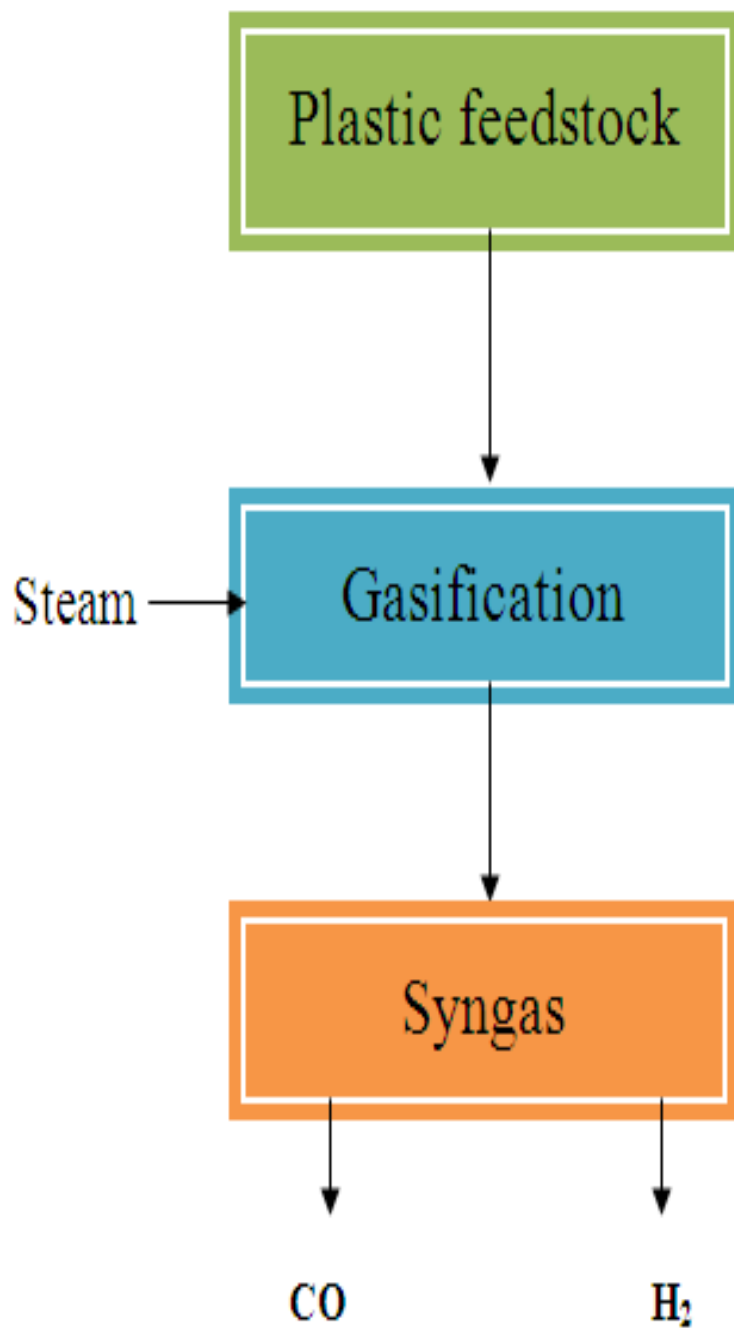 Plastic feedstock
Steam
Gasification
Syngas
CO
H₂